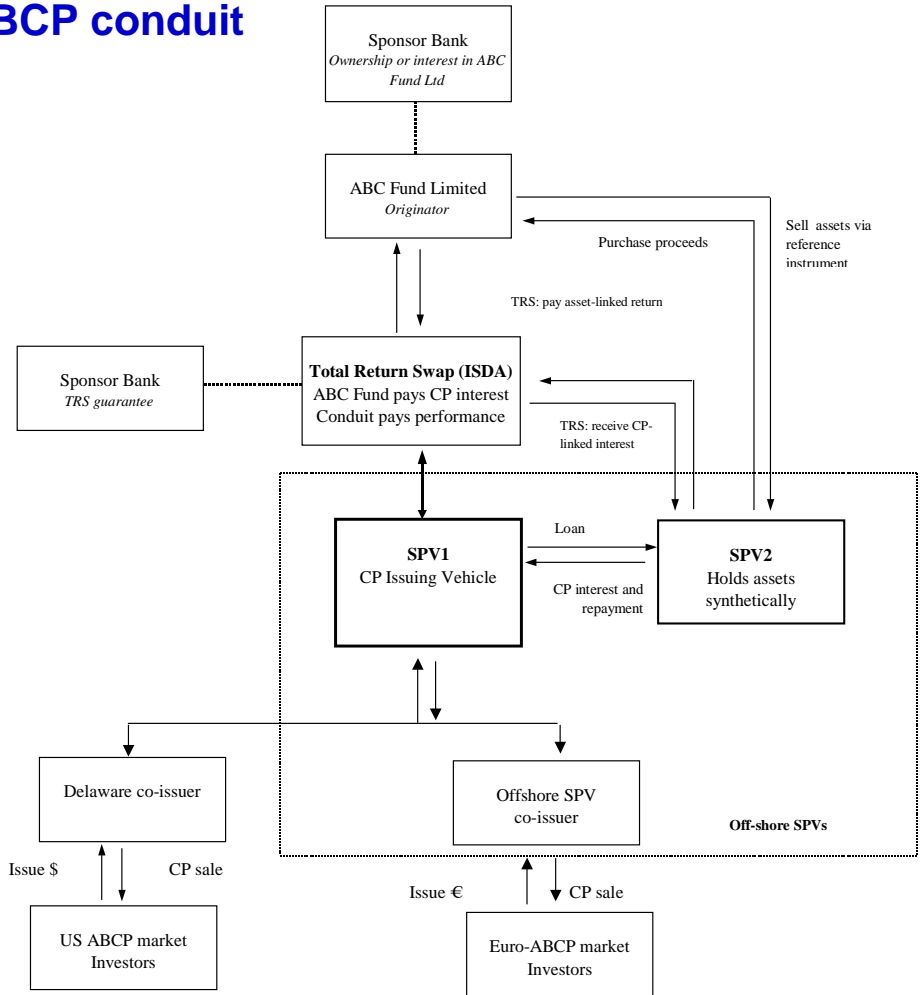 BCP conduit
Sponsor Bank
Ownership or interest in ABC
Fund Ltd
ABC Fund Limited
Originator
Sell assets via
reference
instrument
Purchase proceeds
TRS: pay asset-linked return
Total Return Swap (ISDA)
ABC Fund pays CP interest
Conduit pays performance
Sponsor Bank
TRS guarantee
TRS: receive CP-
linked interest
SPV1
CP Issuing Vehicle
Loan
CP interest and
repayment
SPV2
Holds assets
synthetically
Delaware co-issuer
Offshore SPV
co-issuer
Off-shore SPVs
Issue $
CP sale
Issue €
CP sale
US ABCP market
Investors
Euro-ABCP market
Investors